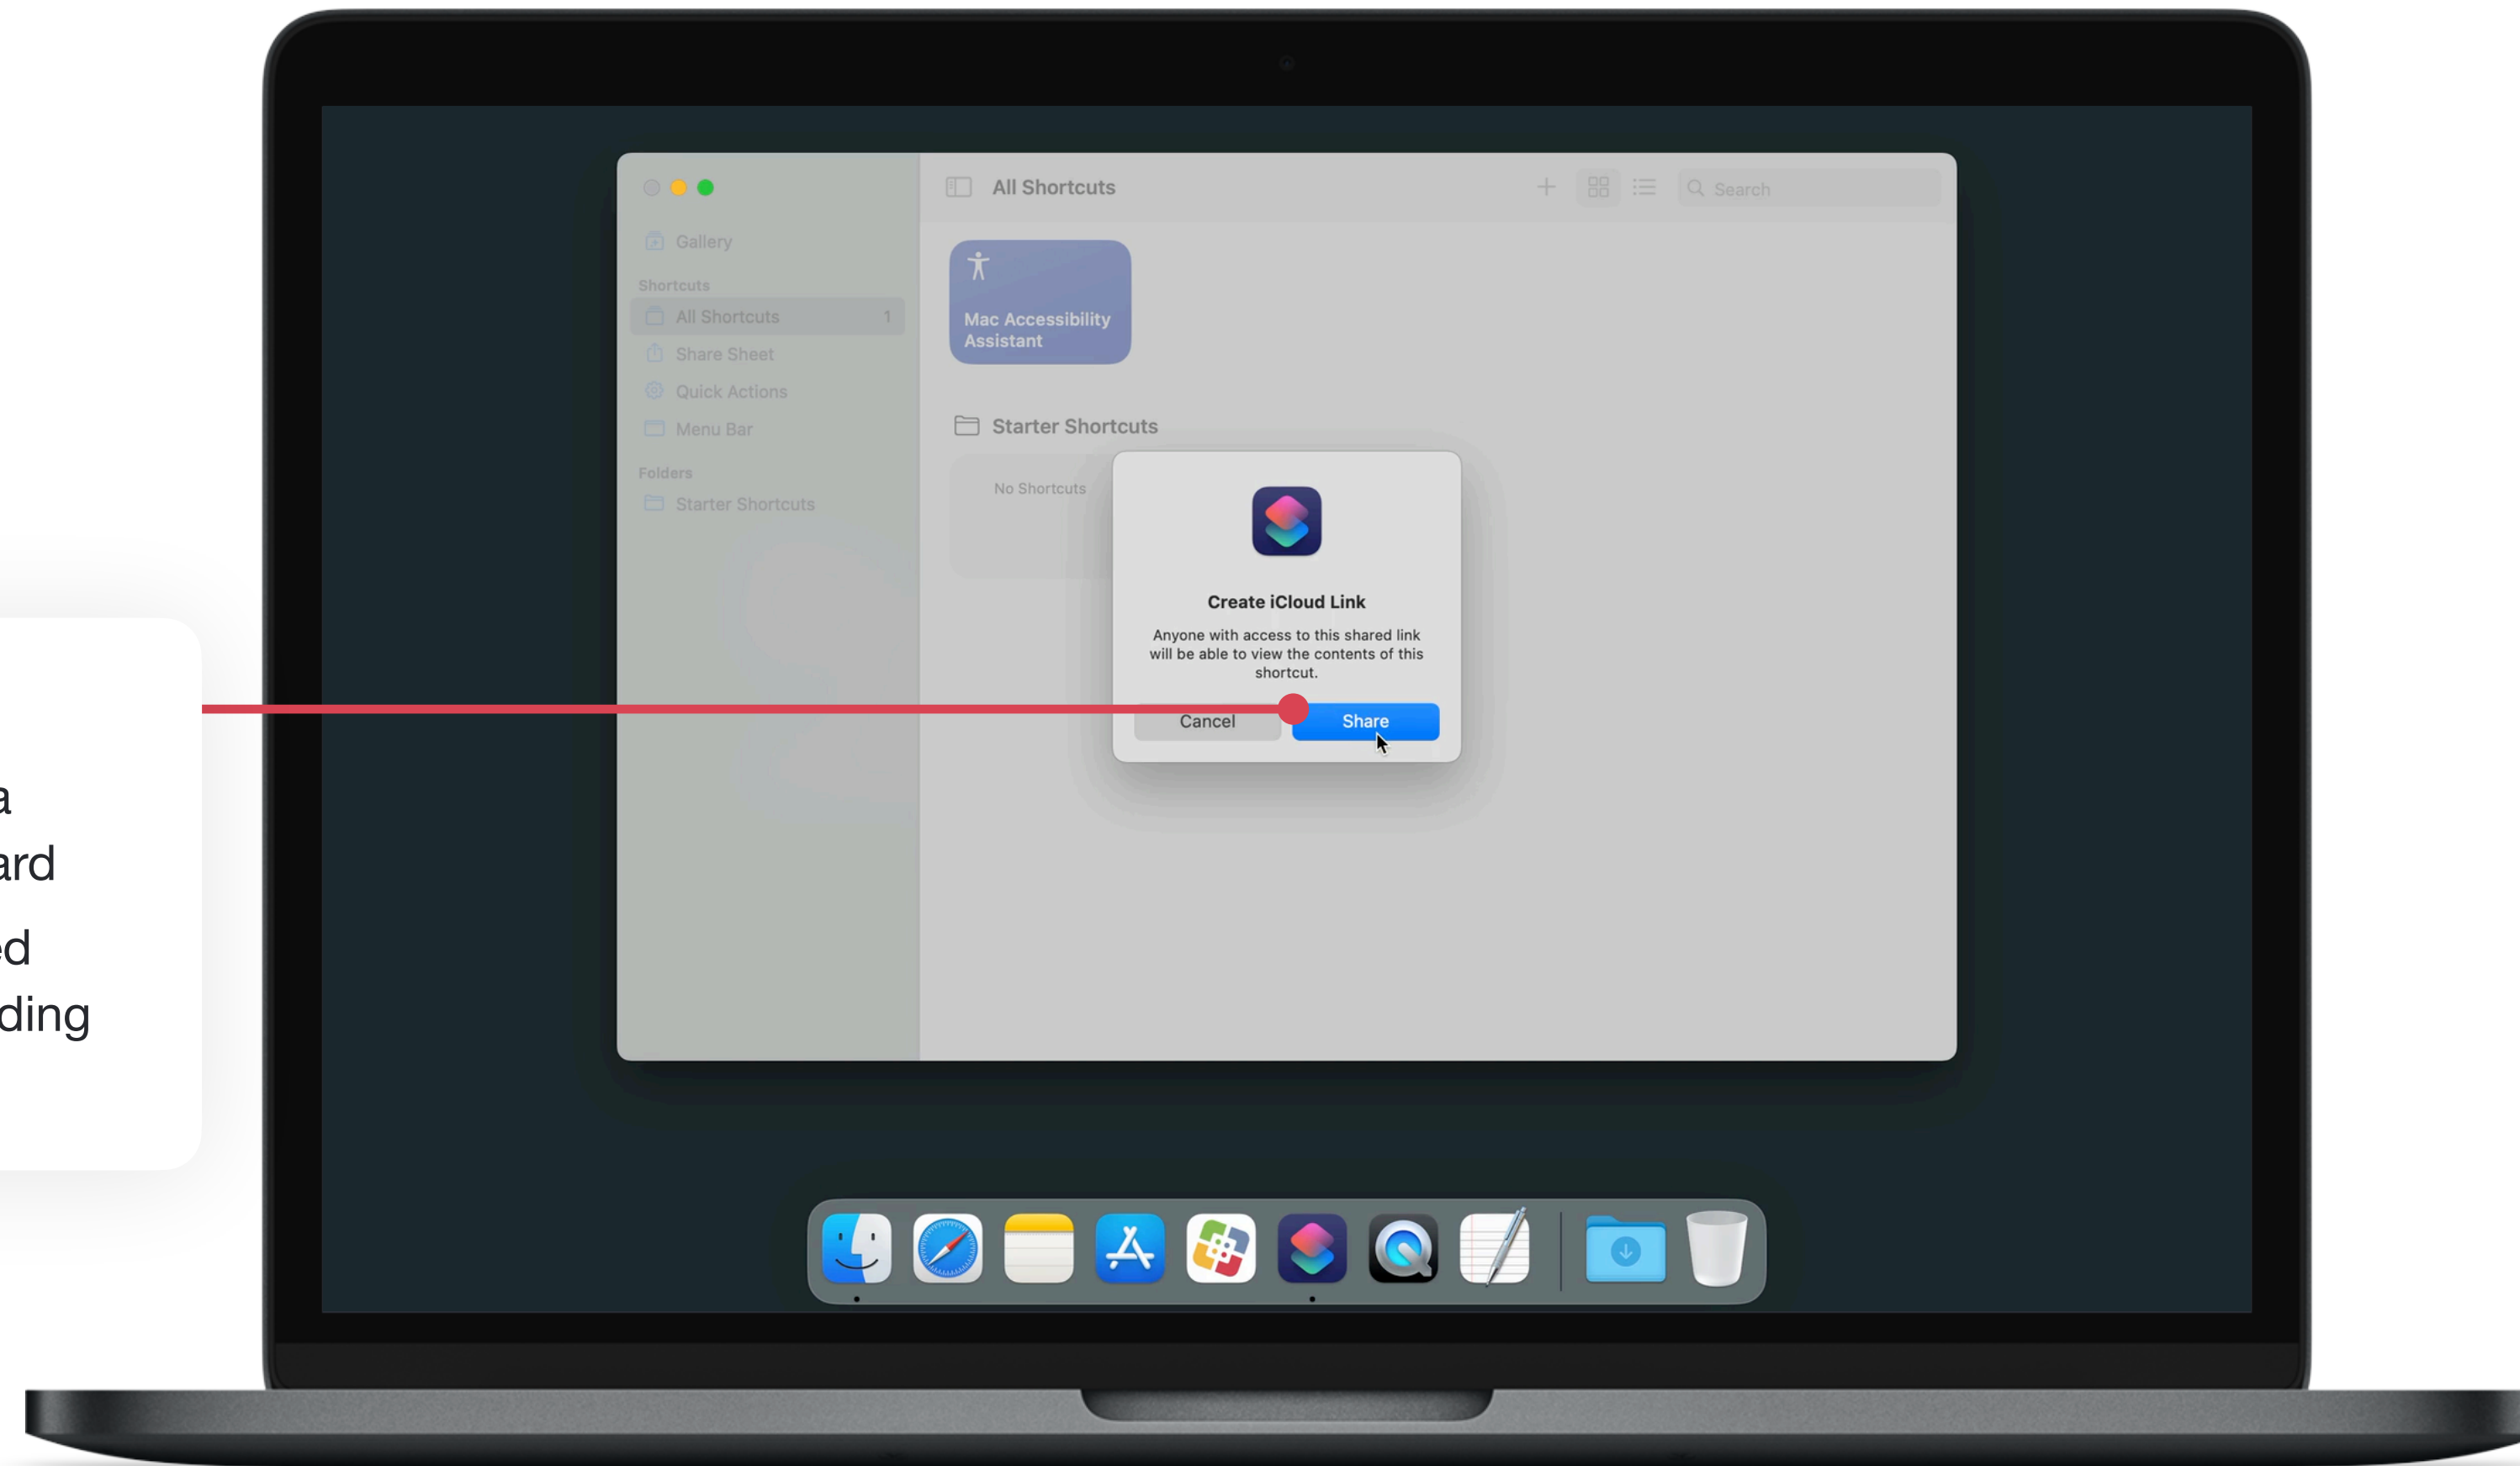 All Shortcuts
Search
Gallery
Shortcuts
All Shortcuts 1
Share Sheet
Quick Actions
Menu Bar
Folders
Starter Shortcuts
Mac Accessibility
Assistant
Starter Shortcuts
No Shortcuts
Create iCloud Link
Anyone with access to this shared link
will be able to view the contents of this
shortcut.
Cancel
Share
a
ard
ed
ding